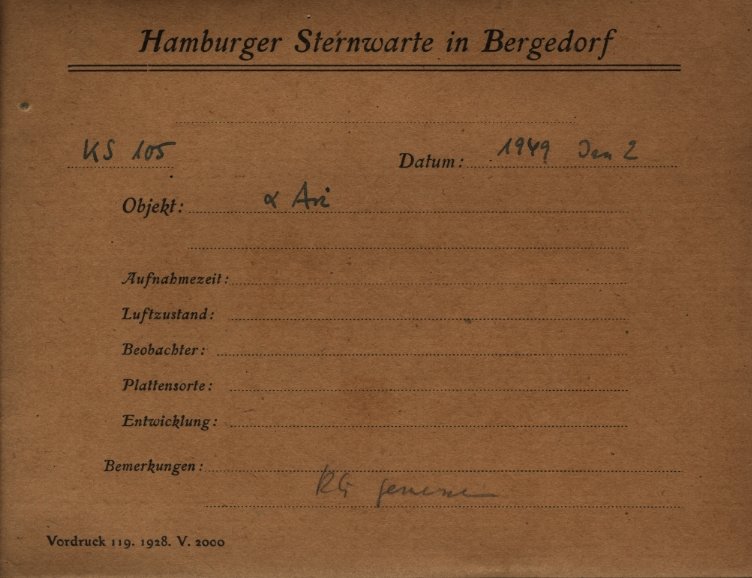 Hamburger Sternwarte in Bergedorf
KS 105 Datum: 1949 Jan 2
Objekt: α Ari
Aufnahmezeit:
Luftzustand:
Beobachter:
Plattensorte:
Entwicklung:
Bemerkungen:
RG
Vordruck 119. 1928. V. 2000